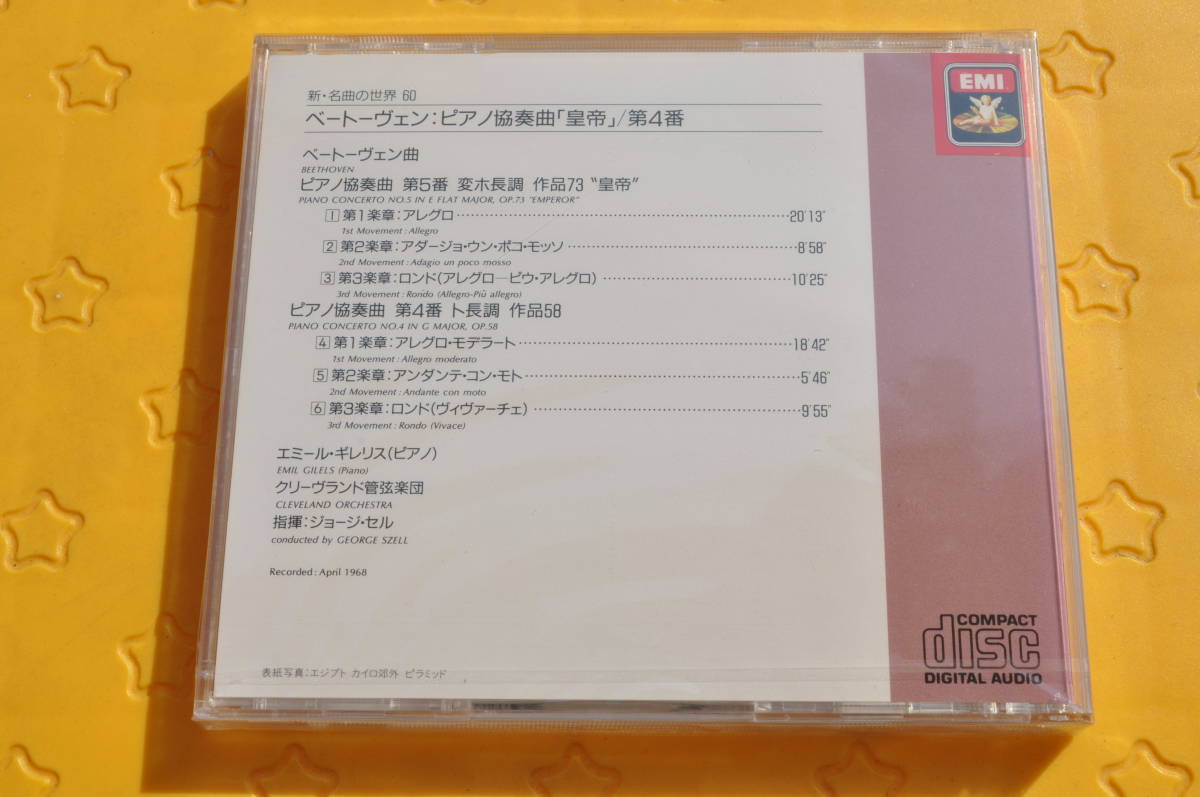 新・名曲の世界 60
ベートーヴェン:ピアノ協奏曲「皇帝」/第4番
EMI
ベートーヴェン曲
BEETHOVEN
ピアノ協奏曲 第5番 変ホ長調 作品73 “皇帝”
PIANO CONCERTO NO.5 IN E FLAT MAJOR, OP.73 "EMPEROR"
1 第1楽章:アレグロ 20'13"
1st Movement : Allegro
2 第2楽章:アダージョ・ウン・ポコ・モッソ 8'58"
2nd Movement : Adagio un poco mosso
3 第3楽章:ロンド(アレグロ―ピウ・アレグロ) 10'25"
3rd Movement : Rondo (Allegro-Più allegro)
ピアノ協奏曲 第4番 ト長調 作品58
PIANO CONCERTO NO.4 IN G MAJOR, OP.58
4 第1楽章:アレグロ・モデラート 18'42"
1st Movement : Allegro moderato
5 第2楽章:アンダンテ・コン・モト 5'46"
2nd Movement : Andante con moto
6 第3楽章:ロンド(ヴィヴァーチェ) 9'55"
3rd Movement : Rondo (Vivace)
エミール・ギレリス(ピアノ)
EMIL GILELS (Piano)
クリーヴランド管弦楽団
CLEVELAND ORCHESTRA
指揮:ジョージ・セル
conducted by GEORGE SZELL
Recorded : April 1968
表紙写真:エジプト カイロ郊外 ピラミッド
COMPACT
disc
DIGITAL AUDIO